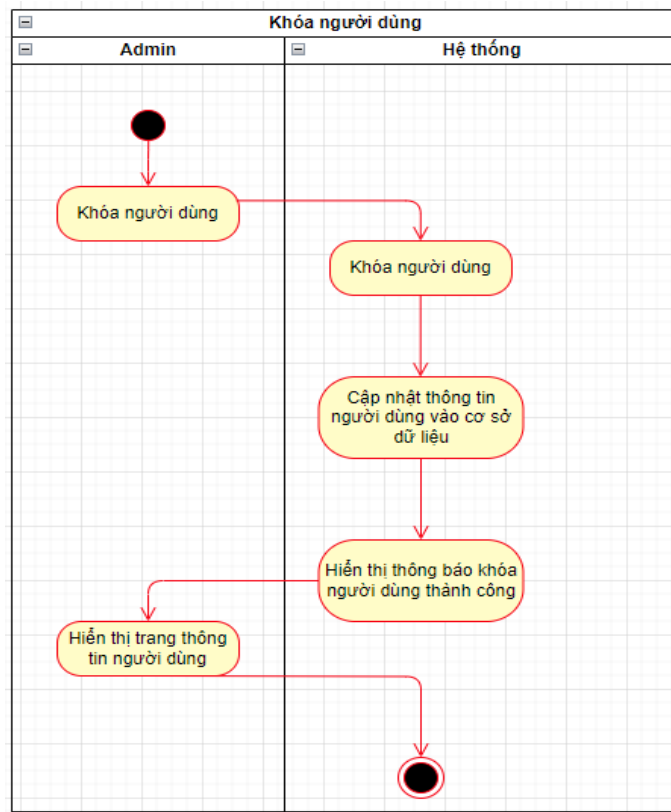 Khóa người dùng
Admin
Hệ thống
Khóa người dùng
Khóa người dùng
Cập nhật thông tin
người dùng vào cơ sở
dữ liệu
Hiển thị thông báo khóa
người dùng thành công
Hiển thị trang thông
tin người dùng